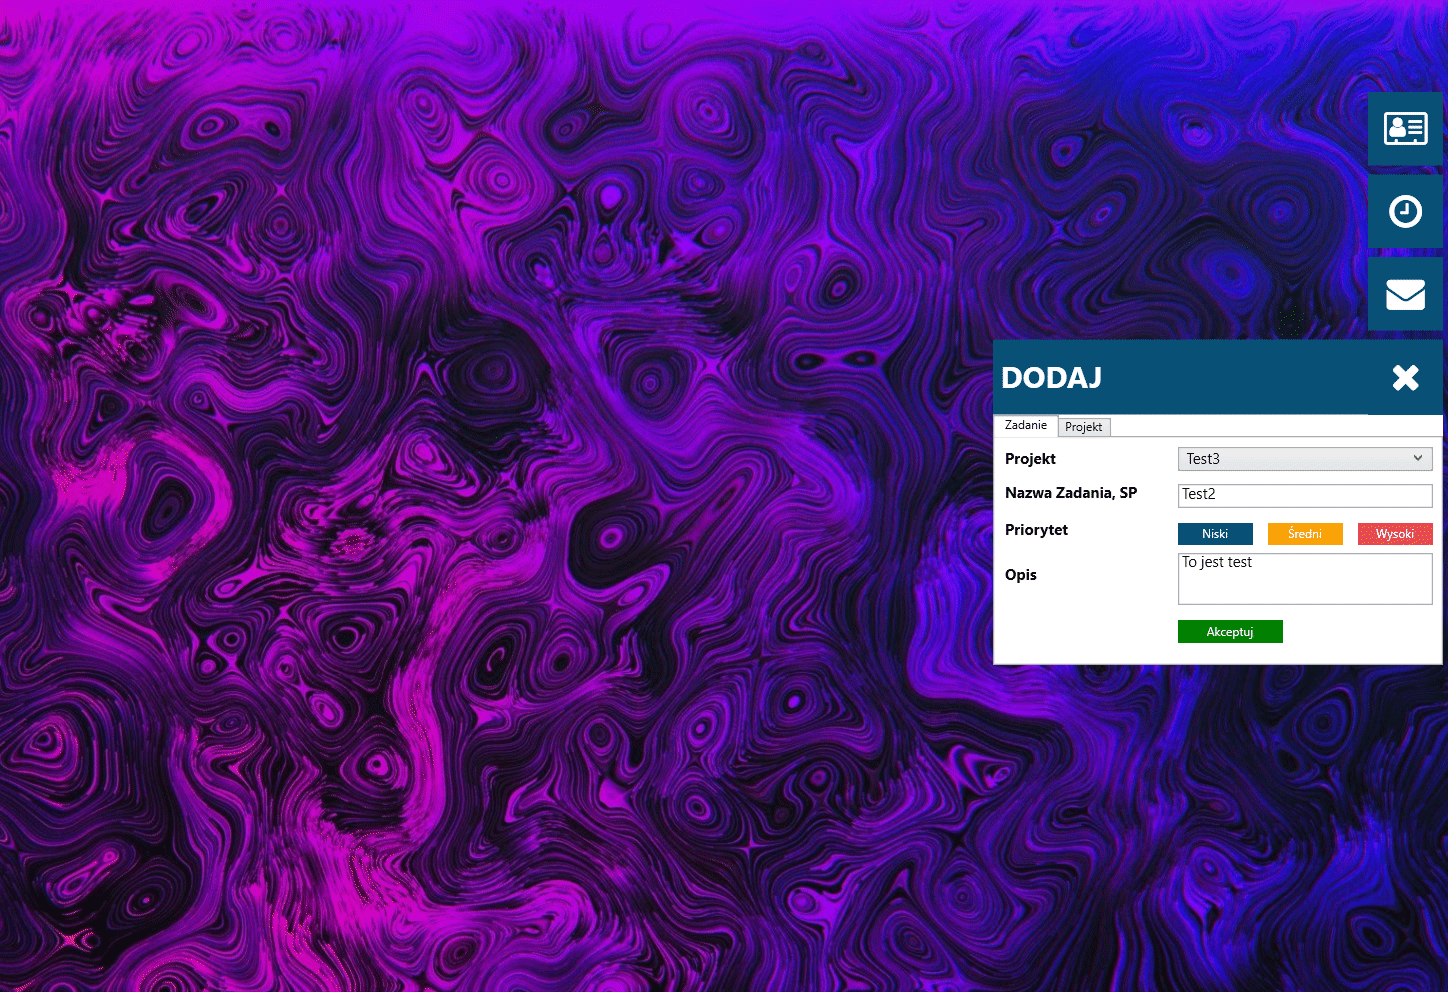 DODAJ
Zadanie Projekt
Projekt Test3
Nazwa Zadania, SP Test2
Priorytet Niski Średni Wysoki
Opis To jest test
Akceptuj